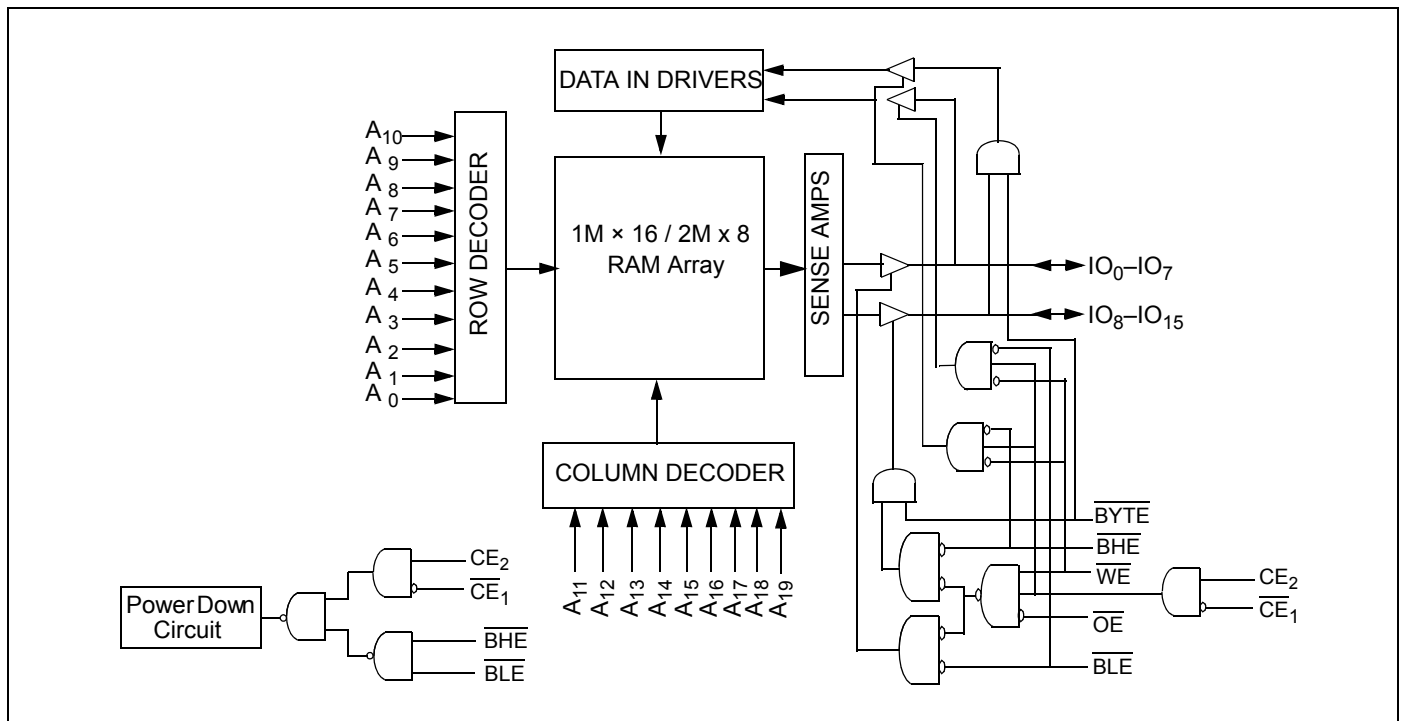 DATA IN DRIVERS
A10
A9
A8
A7
A6
A5
A4
A3
A2
A1
A0
ROW DECODER
1M × 16 / 2M x 8
RAM Array
SENSE AMPS
IO0–IO7
IO8–IO15
COLUMN DECODER
A11
A12
A13
A14
A15
A16
A17
A18
A19
BYTE
BHE
WE
OE
BLE
CE2
CE1
Power Down
Circuit
CE2
CE1
BHE
BLE